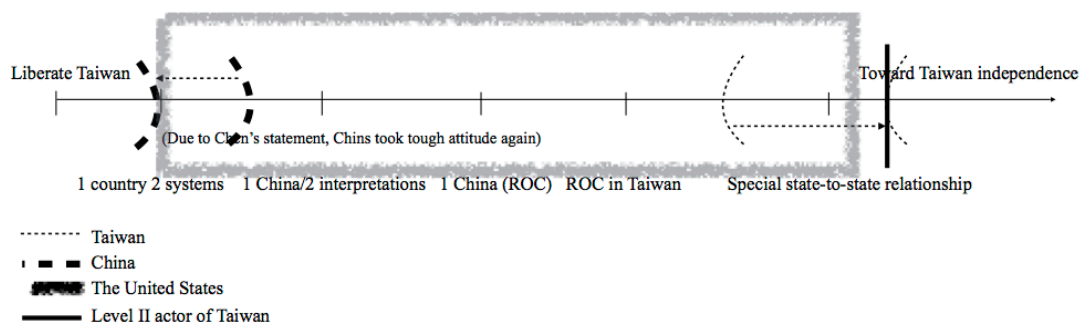 Liberate Taiwan
Toward Taiwan independence
(Due to Chen's statement, Chins took tough attitude again)
1 country 2 systems
1 China/2 interpretations
1 China (ROC)
ROC in Taiwan
Special state-to-state relationship
Taiwan
China
The United States
Level II actor of Taiwan